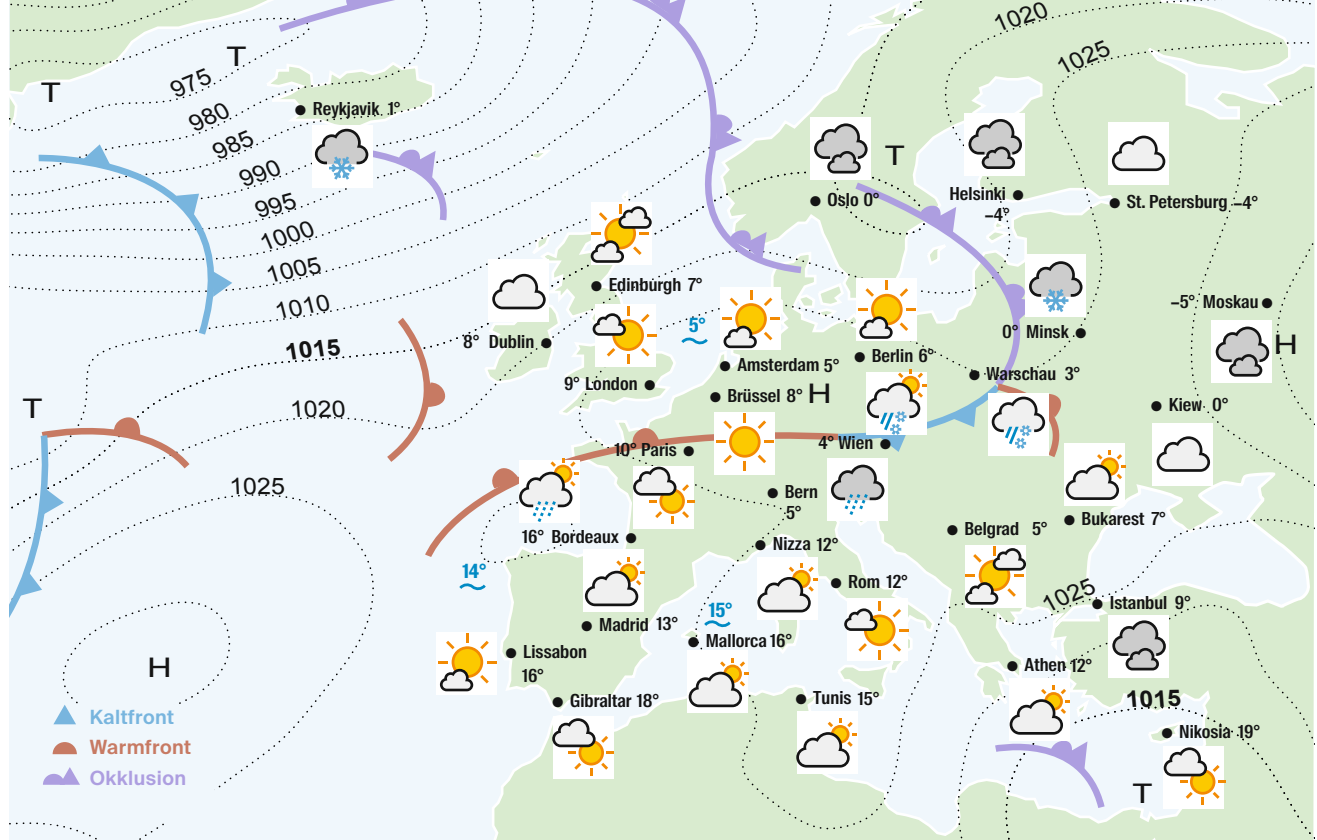 1020
1025
T
T
975
980
Reykjavik 1°
985
990
T
995
Oslo 0°
Helsinki
–4°
St. Petersburg –4°
1000
1005
Edinburgh 7°
1010
–5° Moskau
5°
8° Dublin
0° Minsk
H
1015
Berlin 6°
Amsterdam 5°
Warschau 3°
9° London
Brüssel 8° H
T
1020
Kiew 0°
10° Paris
4° Wien
1025
Bern
5°
Bukarest 7°
16° Bordeaux
Belgrad 5°
Nizza 12°
14°
Rom 12°
1025
Istanbul 9°
15°
Madrid 13°
Mallorca 16°
Lissabon
16°
H
Athen 12°
Gibraltar 18°
Tunis 15°
1015
Kaltfront
Nikosia 19°
Warmfront
Okklusion
T